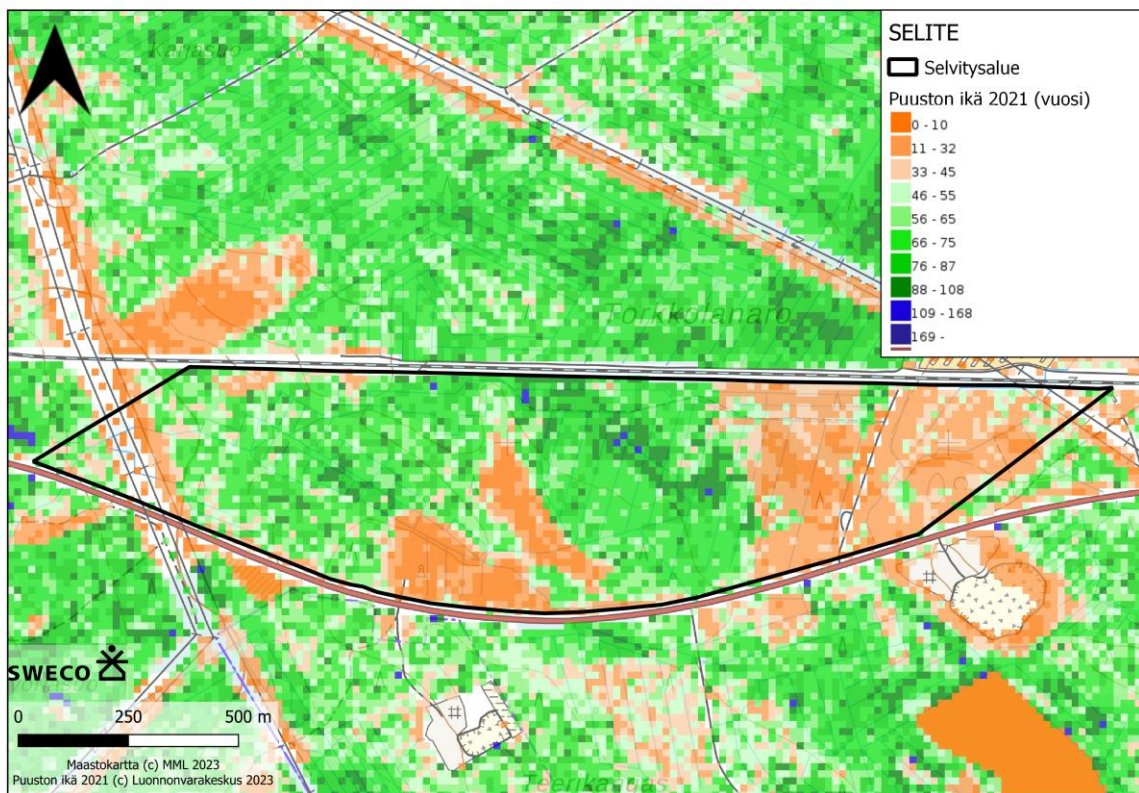 Karjasuo
SELITE
Selvitysalue
Puuston ikä 2021 (vuosi)
0 - 10
11 - 32
33 - 45
46 - 55
56 - 65
66 - 75
76 - 87
88 - 108
109 - 168
169 -
Torkkolanaro
SWECO
0 250 500 m
Maastokartta (c) MML 2023
Puuston ikä 2021 (c) Luonnonvarakeskus 2023
Teerikangas